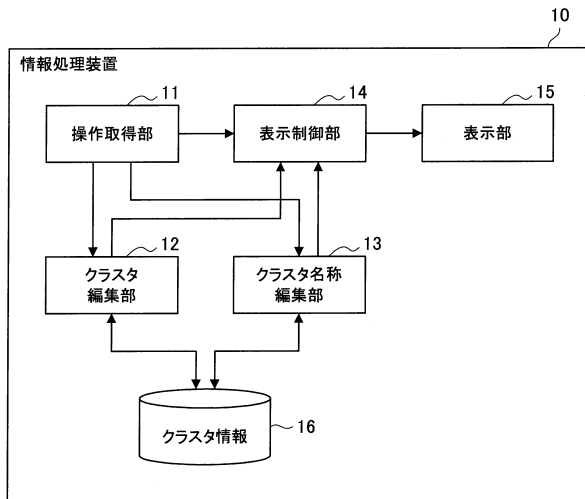 10
情報処理装置
11
14
15
操作取得部
表示制御部
表示部
12
13
クラスタ
編集部
クラスタ名称
編集部
クラスタ情報
16